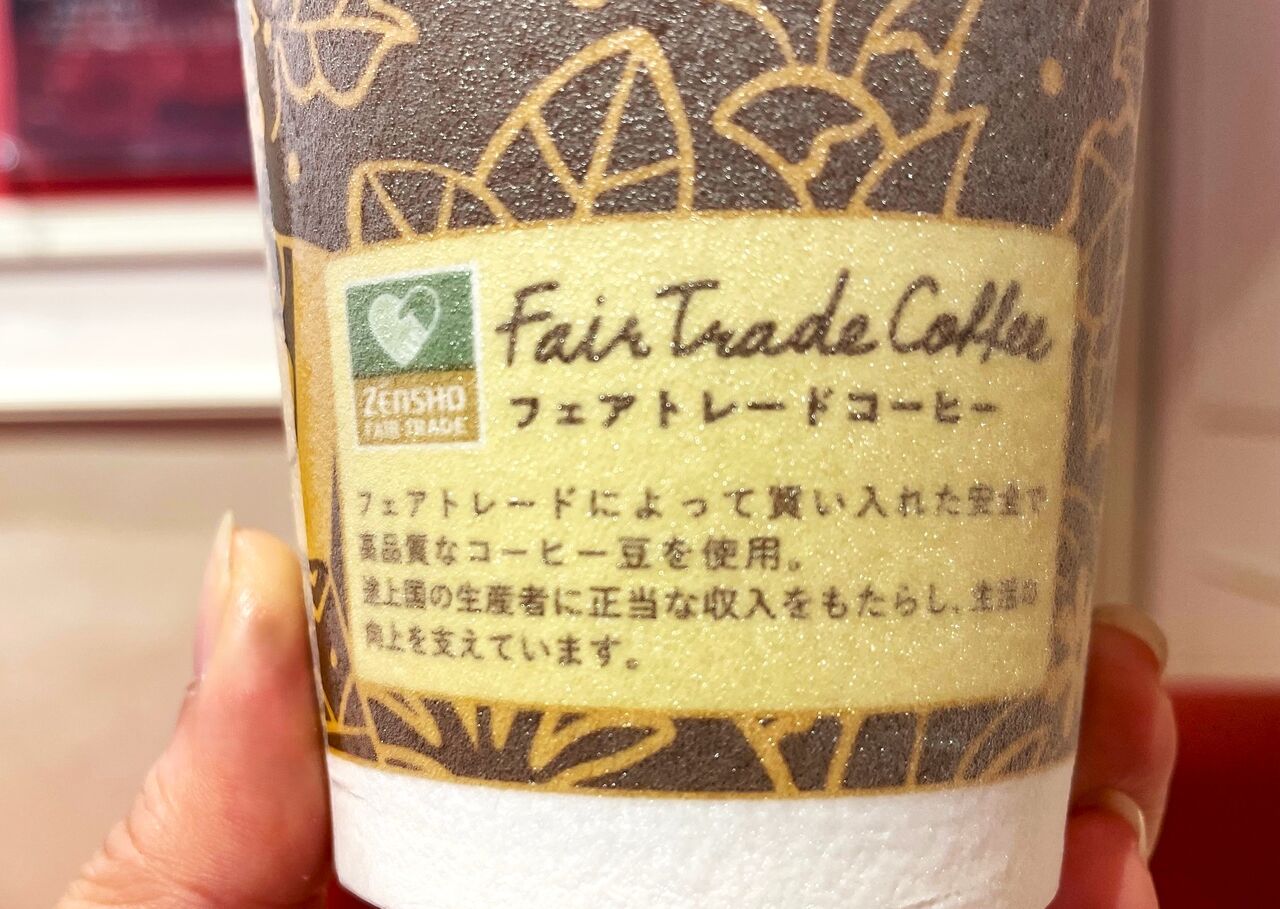 Fair Trade Coffee
ZENSHO
FAIR TRADE
フェアトレードコーヒー
フェアトレードによって買い入れた安全で
高品質なコーヒー豆を使用。
途上国の生産者に正当な収入をもたらし、生活の
向上を支えています。